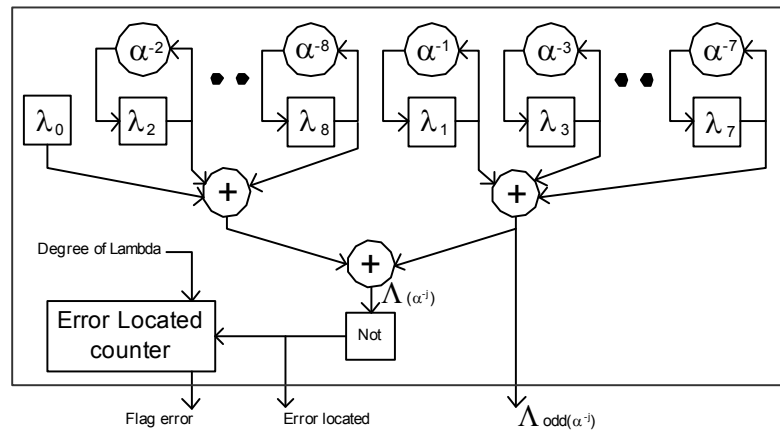 α⁻² α⁻⁸ α⁻¹ α⁻³ α⁻⁷
λ₀ λ₂ λ₈ λ₁ λ₃ λ₇
+ +
Degree of Lambda
+
Λ(α⁻ʲ)
Error Located
counter
Not
Flag error Error located Λodd(α⁻ʲ)